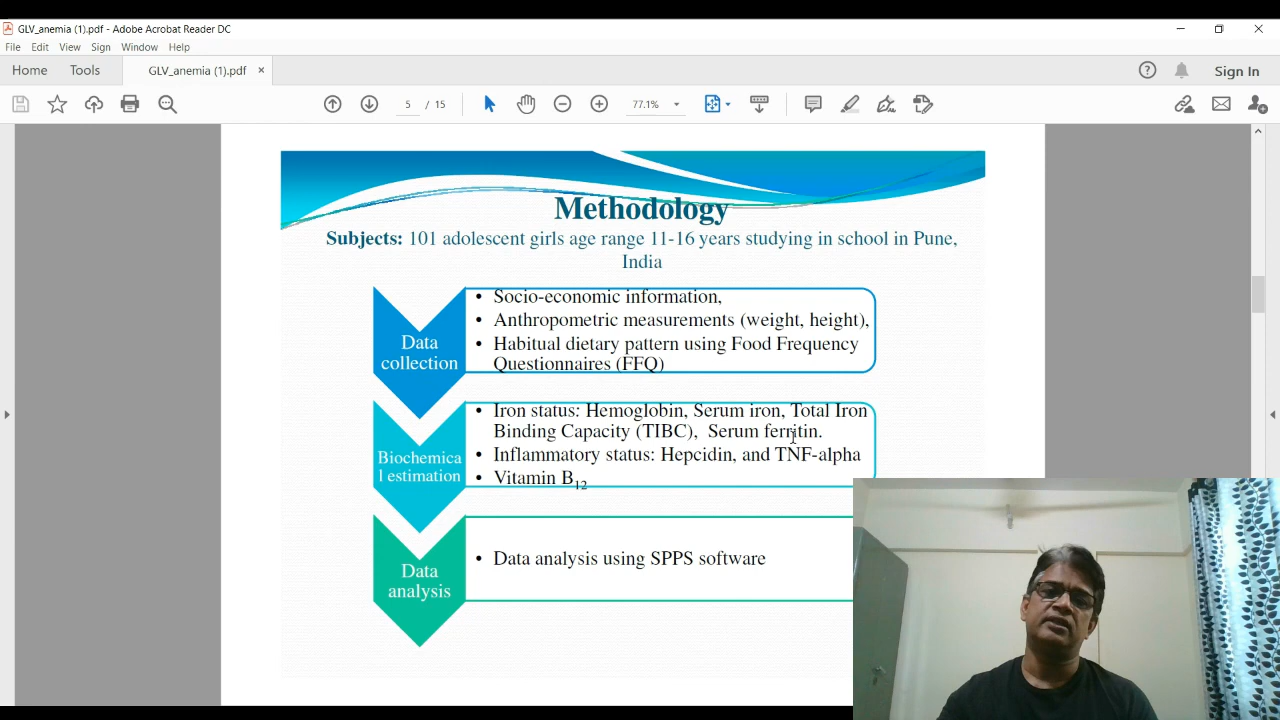 GLV_anemia (1).pdf - Adobe Acrobat Reader DC
File Edit View Sign Window Help
Home Tools GLV_anemia (1).pdf × Sign In
5 / 15 77.1%
Methodology
Subjects: 101 adolescent girls age range 11-16 years studying in school in Pune,
India
Data
collection
• Socio-economic information,
• Anthropometric measurements (weight, height),
• Habitual dietary pattern using Food Frequency
Questionnaires (FFQ)
Biochemica
l estimation
• Iron status: Hemoglobin, Serum iron, Total Iron
Binding Capacity (TIBC), Serum ferritin.
• Inflammatory status: Hepcidin, and TNF-alpha
• Vitamin B12
Data
analysis
• Data analysis using SPPS software